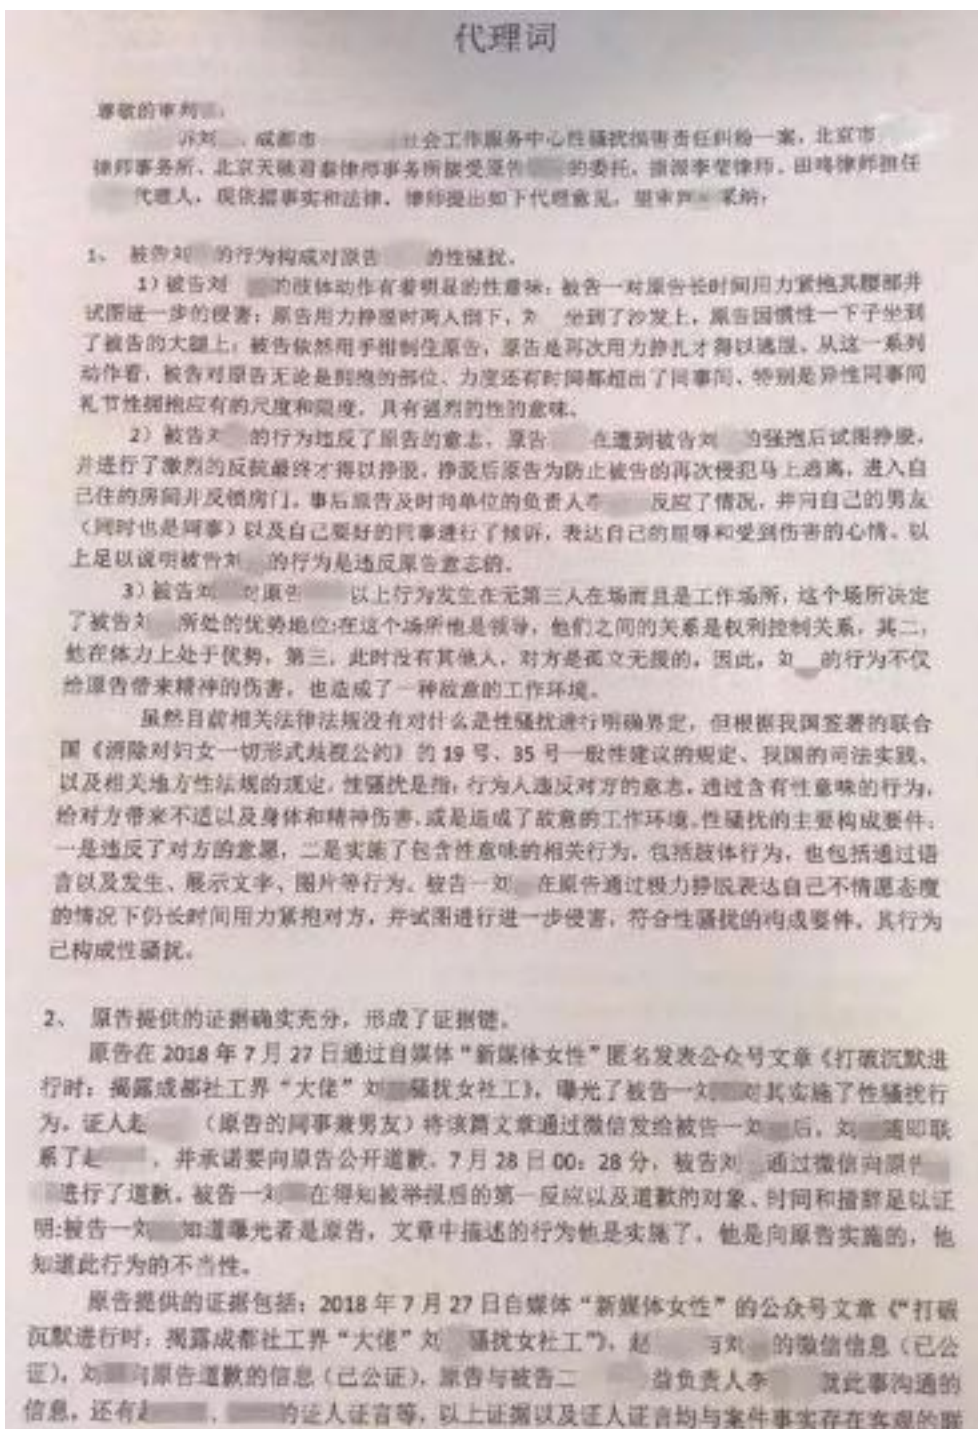 代理词
尊敬的审判
诉刘 、成都市 社会工作服务中心性骚扰损害责任纠纷一案，北京市
律师事务所、北京天驰君泰律师事务所接受原告 的委托，指派李莹律师、田鸣律师担任
代理人，现依据事实和法律，律师提出如下代理意见，望审 采纳：
1、 被告刘 的行为构成对原告 的性骚扰。
1）被告刘 的肢体动作有着明显的性意味：被告一对原告长时间用力紧抱其腰部并
试图进一步的侵害；原告用力挣脱时两人倒下，刘 坐到了沙发上，原告因惯性一下子坐到
了被告的大腿上；被告依然用手钳制住原告，原告是再次用力挣扎才得以逃脱。从这一系列
动作看，被告对原告无论是拥抱的部位、力度还有时间都超出了同事间、特别是异性同事间
礼节性拥抱应有的尺度和限度，具有强烈的性的意味。
2）被告刘 的行为违反了原告的意志。原告 在遭到被告刘 的强抱后试图挣脱，
并进行了激烈的反抗最终才得以挣脱，挣脱后原告为防止被告的再次侵犯马上逃离，进入自
己住的房间并反锁房门。事后原告及时向单位的负责人李 反应了情况，并向自己的男友
（同时也是同事）以及自己要好的同事进行了倾诉，表达自己的屈辱和受到伤害的心情。以
上足以说明被告刘 的行为是违反原告意志的。
3）被告刘 对原告 以上行为发生在无第三人在场而且是工作场所，这个场所决定
了被告刘 所处的优势地位:在这个场所他是领导，他们之间的关系是权利控制关系，其二，
他在体力上处于优势，第三，此时没有其他人，对方是孤立无援的，因此，刘 的行为不仅
给原告带来精神的伤害，也造成了一种敌意的工作环境。
虽然目前相关法律法规没有对什么是性骚扰进行明确界定，但根据我国签署的联合
国《消除对妇女一切形式歧视公约》的 19 号、35 号一般性建议的规定、我国的司法实践、
以及相关地方性法规的规定，性骚扰是指：行为人违反对方的意志，通过含有性意味的行为，
给对方带来不适以及身体和精神伤害，或是造成了敌意的工作环境。性骚扰的主要构成要件：
一是违反了对方的意愿，二是实施了包含性意味的相关行为，包括肢体行为，也包括通过语
言以及发生、展示文字、图片等行为。被告一刘 在原告通过极力挣脱表达自己不情愿态度
的情况下仍长时间用力紧抱对方，并试图进行进一步侵害，符合性骚扰的构成要件，其行为
已构成性骚扰。
2、 原告提供的证据确实充分，形成了证据链。
原告在 2018 年 7 月 27 日通过自媒体“新媒体女性”匿名发表公众号文章《打破沉默进
行时：揭露成都社工界“大佬”刘 骚扰女社工》，曝光了被告一刘 对其实施了性骚扰行
为。证人赵 （原告的同事兼男友）将该篇文章通过微信发给被告一刘 后，刘 随即联
系了赵 ，并承诺要向原告公开道歉。7 月 28 日 00：28 分，被告刘 通过微信向原告
进行了道歉。被告一刘 在得知被举报后的第一反应以及道歉的对象、时间和措辞足以证
明:被告一刘 知道曝光者是原告，文章中描述的行为他是实施了，他是向原告实施的，他
知道此行为的不当性。
原告提供的证据包括：2018 年 7 月 27 日自媒体“新媒体女性”的公众号文章《“打破
沉默进行时：揭露成都社工界“大佬”刘 骚扰女社工”》，赵 与刘 的微信信息（已公
证），刘 向原告道歉的信息（已公证），原告与被告二 益负责人李 就此事沟通的
信息，还有赵 、 的证人证言等，以上证据以及证人证言均与案件事实存在客观的联